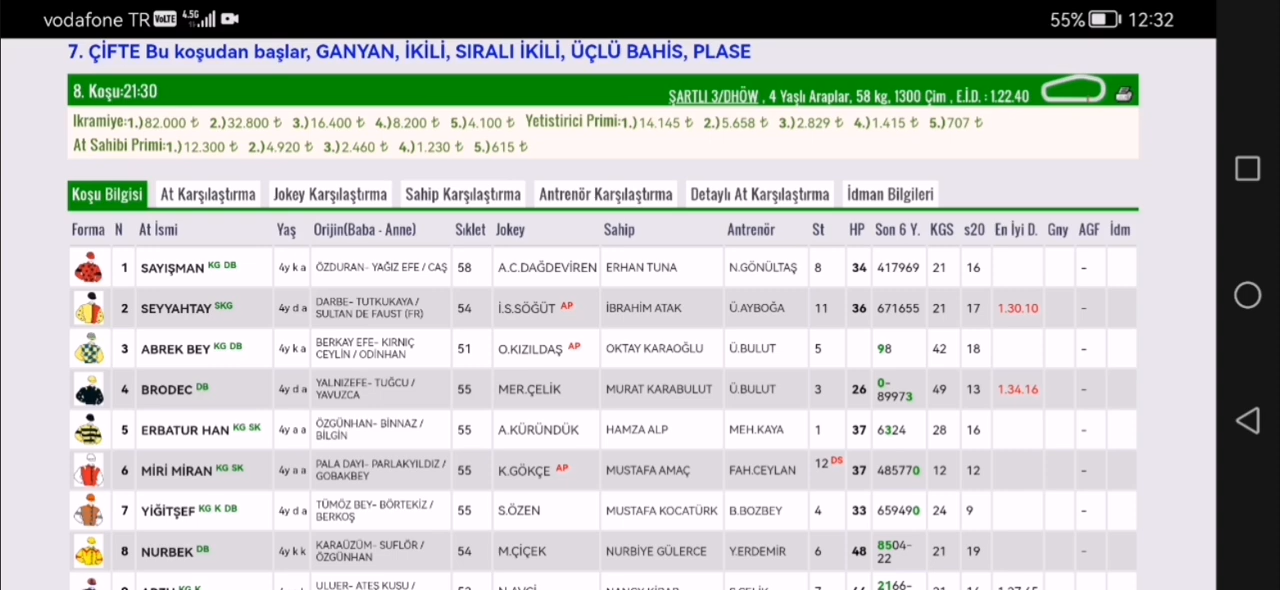 vodafone TR VoLTE 4.5G 55% 12:32
7. ÇİFTE Bu koşudan başlar, GANYAN, İKİLİ, SIRALI İKİLİ, ÜÇLÜ BAHİS, PLASE
8. Koşu:21:30 ŞARTLI 3/DHÖW , 4 Yaşlı Araplar, 58 kg, 1300 Çim , E.İ.D. : 1.22.40
Ikramiye:1.)82.000 ₺ 2.)32.800 ₺ 3.)16.400 ₺ 4.)8.200 ₺ 5.)4.100 ₺ Yetistirici Primi:1.)14.145 ₺ 2.)5.658 ₺ 3.)2.829 ₺ 4.)1.415 ₺ 5.)707 ₺
At Sahibi Primi:1.)12.300 ₺ 2.)4.920 ₺ 3.)2.460 ₺ 4.)1.230 ₺ 5.)615 ₺
Koşu Bilgisi At Karşılaştırma Jokey Karşılaştırma Sahip Karşılaştırma Antrenör Karşılaştırma Detaylı At Karşılaştırma İdman Bilgileri
Forma N At İsmi Yaş Orijin(Baba - Anne) Sıklet Jokey Sahip Antrenör St HP Son 6 Y. KGS s20 En İyi D. Gny AGF İdm
1 SAYIŞMAN KG DB 4y k a ÖZDURAN- YAĞIZ EFE / CAŞ 58 A.C.DAĞDEVİREN ERHAN TUNA N.GÖNÜLTAŞ 8 34 417969 21 16 -
2 SEYYAHTAY SKG 4y d a DARBE- TUTKUKAYA / SULTAN DE FAUST (FR) 54 İ.S.SÖĞÜT AP İBRAHİM ATAK Ü.AYBOĞA 11 36 671655 21 17 1.30.10 -
3 ABREK BEY KG DB 4y k a BERKAY EFE- KIRNIÇ CEYLİN / ODİNHAN 51 O.KIZILDAŞ AP OKTAY KARAOĞLU Ü.BULUT 5 98 42 18 -
4 BRODEC DB 4y d a YALNIZEFE- TUĞCU / YAVUZCA 55 MER.ÇELİK MURAT KARABULUT Ü.BULUT 3 26 0-89973 49 13 1.34.16 -
5 ERBATUR HAN KG SK 4y a a ÖZGÜNHAN- BİNNAZ / BİLGİN 55 A.KÜRÜNDÜK HAMZA ALP MEH.KAYA 1 37 6324 28 16 -
6 MİRİ MİRAN KG SK 4y a a PALA DAYI- PARLAKYILDIZ / GOBAKBEY 55 K.GÖKÇE AP MUSTAFA AMAÇ FAH.CEYLAN 12 DS 37 485770 12 12 -
7 YİĞİTŞEF KG K DB 4y d a TÜMÖZ BEY- BÖRTEKİZ / BERKOŞ 55 S.ÖZEN MUSTAFA KOCATÜRK B.BOZBEY 4 33 659490 24 9 -
8 NURBEK DB 4y k k KARAÜZÜM- SUFLÖR / ÖZGÜNHAN 54 M.ÇİÇEK NURBİYE GÜLERCE Y.ERDEMİR 6 48 8504-22 21 19 -
ULUER- ATEŞ KUSU / 2166-